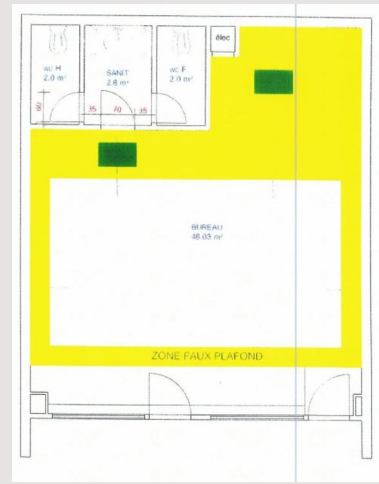 élec
wc H
2.0 m²
SANIT
2.8 m²
wc F
2.0 m²
60
35
70
35
BUREAU
46.03 m²
ZONE FAUX PLAFOND